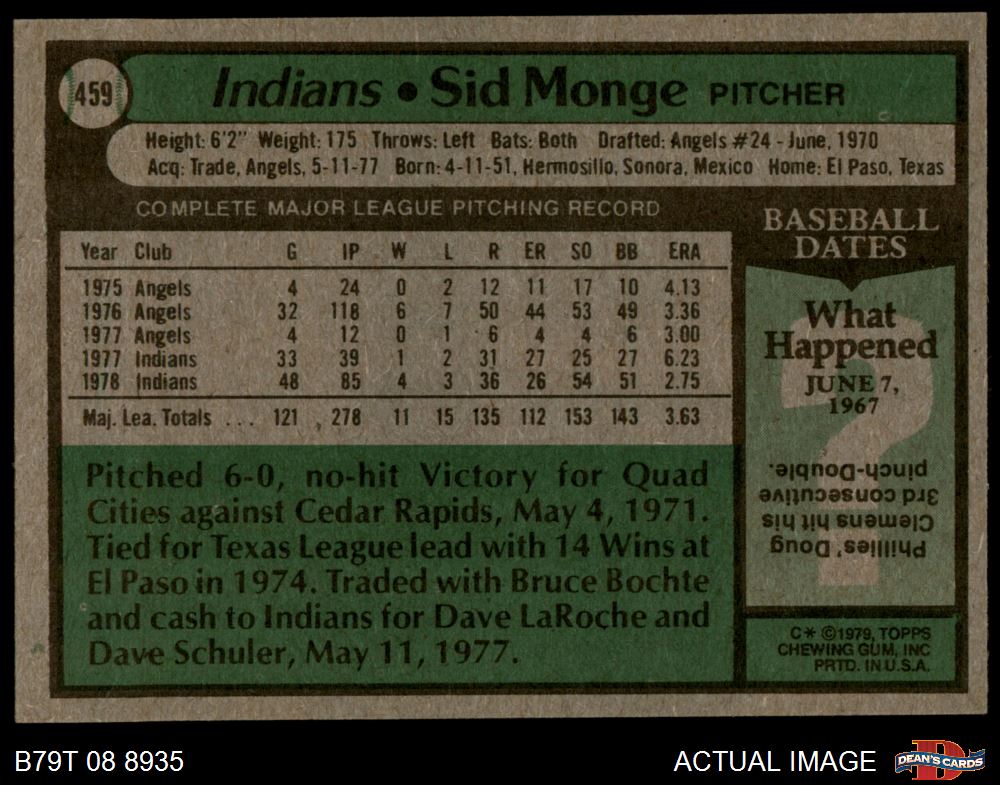 459
Indians • Sid Monge PITCHER
Height: 6'2" Weight: 175 Throws: Left Bats: Both Drafted: Angels #24 - June, 1970
Acq: Trade, Angels, 5-11-77 Born: 4-11-51, Hermosillo, Sonora, Mexico Home: El Paso, Texas
COMPLETE MAJOR LEAGUE PITCHING RECORD
Year Club G IP W L R ER SO BB ERA
1975 Angels 4 24 0 2 12 11 17 10 4.13
1976 Angels 32 118 6 7 50 44 53 49 3.36
1977 Angels 4 12 0 1 6 4 4 6 3.00
1977 Indians 33 39 1 2 31 27 25 27 6.23
1978 Indians 48 85 4 3 36 26 54 51 2.75
Maj. Lea. Totals . . . 121 278 11 15 135 112 153 143 3.63
Pitched 6-0, no-hit Victory for Quad
Cities against Cedar Rapids, May 4, 1971.
Tied for Texas League lead with 14 Wins at
El Paso in 1974. Traded with Bruce Bochte
and cash to Indians for Dave LaRoche and
Dave Schuler, May 11, 1977.
BASEBALL
DATES
What
Happened
JUNE 7,
1967
?
Phillies' Doug
Clemens hit his
3rd consecutive
pinch-Double.
C* ©1979, TOPPS
CHEWING GUM, INC
PRTD. IN U.S.A.
B79T 08 8935
ACTUAL IMAGE
D
DEAN'S CARDS